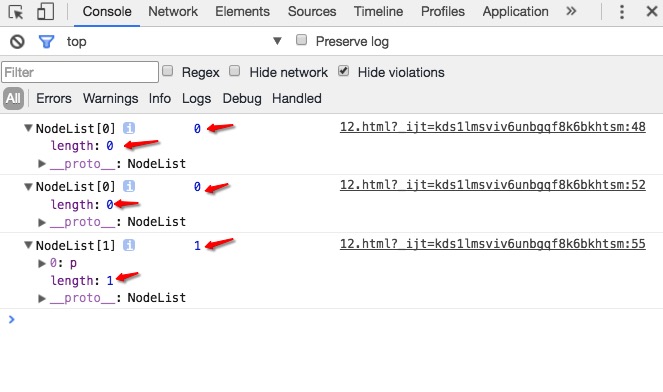 Console Network Elements Sources Timeline Profiles Application »
top Preserve log
Filter Regex Hide network Hide violations
All Errors Warnings Info Logs Debug Handled
NodeList[0] i 0 12.html?_ijt=kds1lmsviv6unbgqf8k6bkhtsm:48
length: 0
__proto__: NodeList
NodeList[0] i 0 12.html?_ijt=kds1lmsviv6unbgqf8k6bkhtsm:52
length: 0
__proto__: NodeList
NodeList[1] i 1 12.html?_ijt=kds1lmsviv6unbgqf8k6bkhtsm:55
0: p
length: 1
__proto__: NodeList